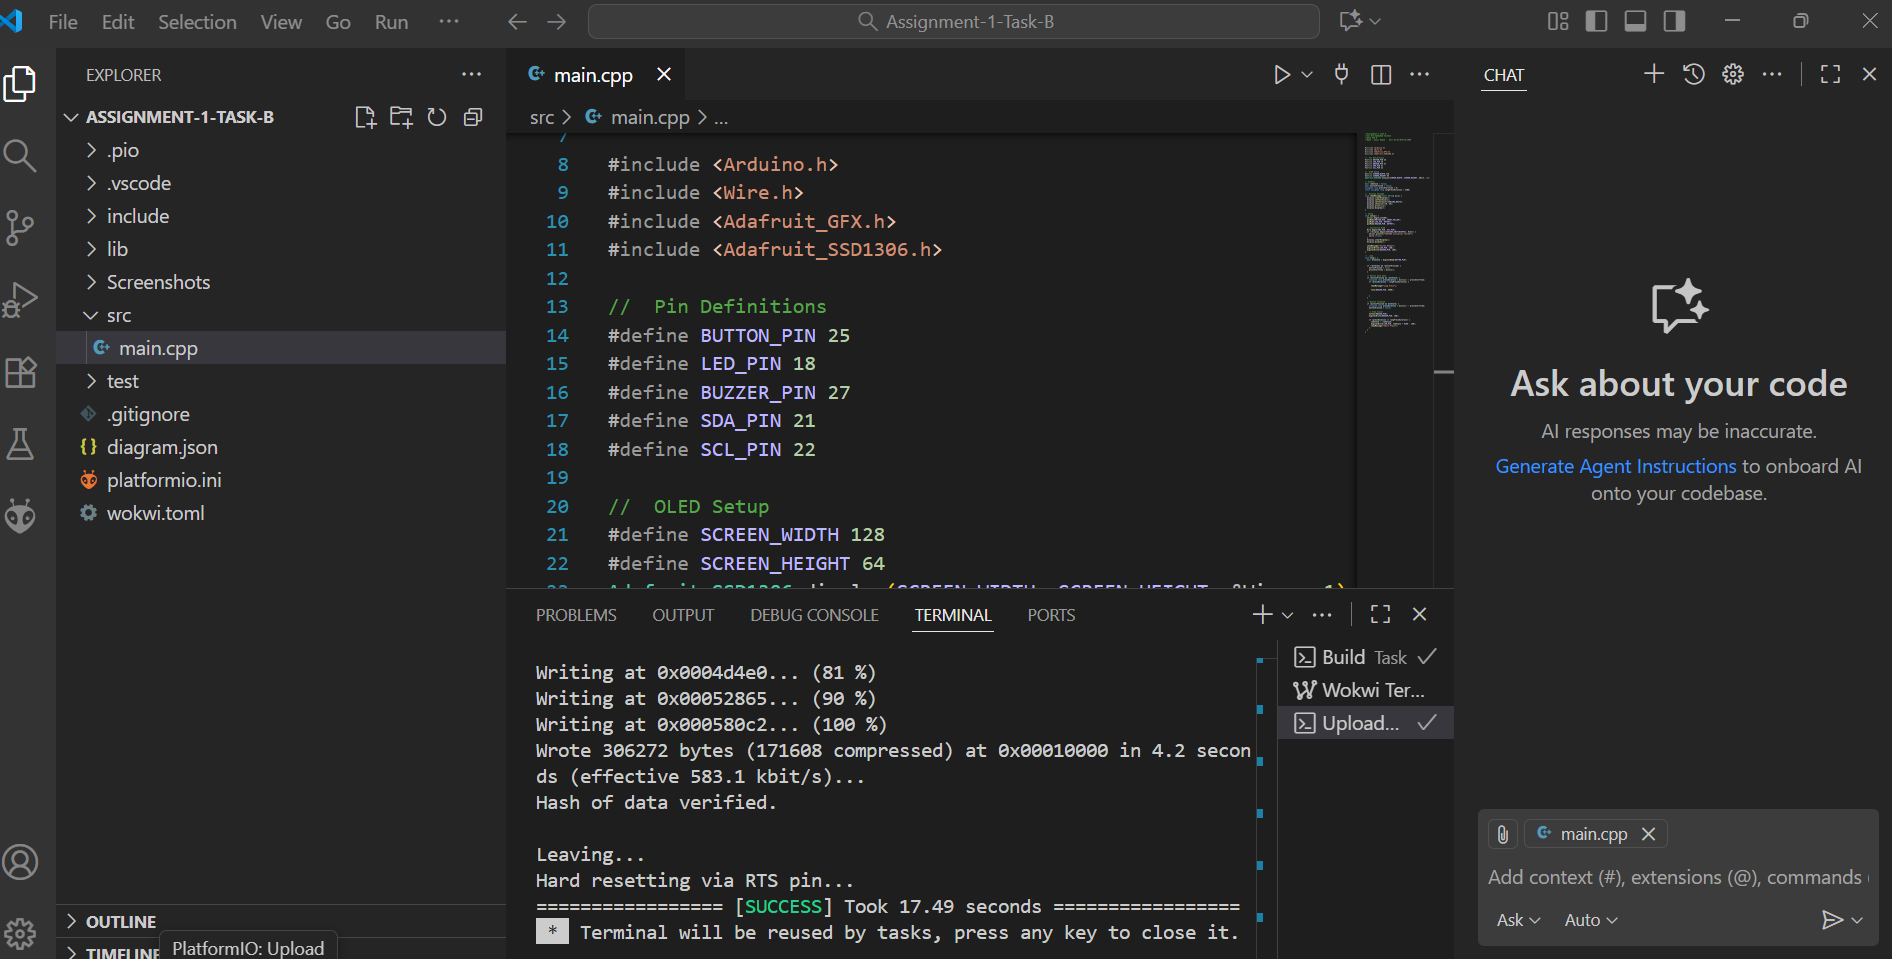 File Edit Selection View Go Run ···
Assignment-1-Task-B
EXPLORER
ASSIGNMENT-1-TASK-B
.pio
.vscode
include
lib
Screenshots
src
main.cpp
test
.gitignore
diagram.json
platformio.ini
wokwi.toml
OUTLINE
TIMELINE
PlatformIO: Upload
main.cpp
src > main.cpp > ...
7
8 #include <Arduino.h>
9 #include <Wire.h>
10 #include <Adafruit_GFX.h>
11 #include <Adafruit_SSD1306.h>
12
13 // Pin Definitions
14 #define BUTTON_PIN 25
15 #define LED_PIN 18
16 #define BUZZER_PIN 27
17 #define SDA_PIN 21
18 #define SCL_PIN 22
19
20 // OLED Setup
21 #define SCREEN_WIDTH 128
22 #define SCREEN_HEIGHT 64
PROBLEMS OUTPUT DEBUG CONSOLE TERMINAL PORTS
Writing at 0x0004d4e0... (81 %)
Writing at 0x00052865... (90 %)
Writing at 0x000580c2... (100 %)
Wrote 306272 bytes (171608 compressed) at 0x00010000 in 4.2 secon
ds (effective 583.1 kbit/s)...
Hash of data verified.
Leaving...
Hard resetting via RTS pin...
================= [SUCCESS] Took 17.49 seconds =================
* Terminal will be reused by tasks, press any key to close it.
Build Task
Wokwi Ter...
Upload...
CHAT
Ask about your code
AI responses may be inaccurate.
Generate Agent Instructions to onboard AI
onto your codebase.
main.cpp
Add context (#), extensions (@), commands
Ask Auto